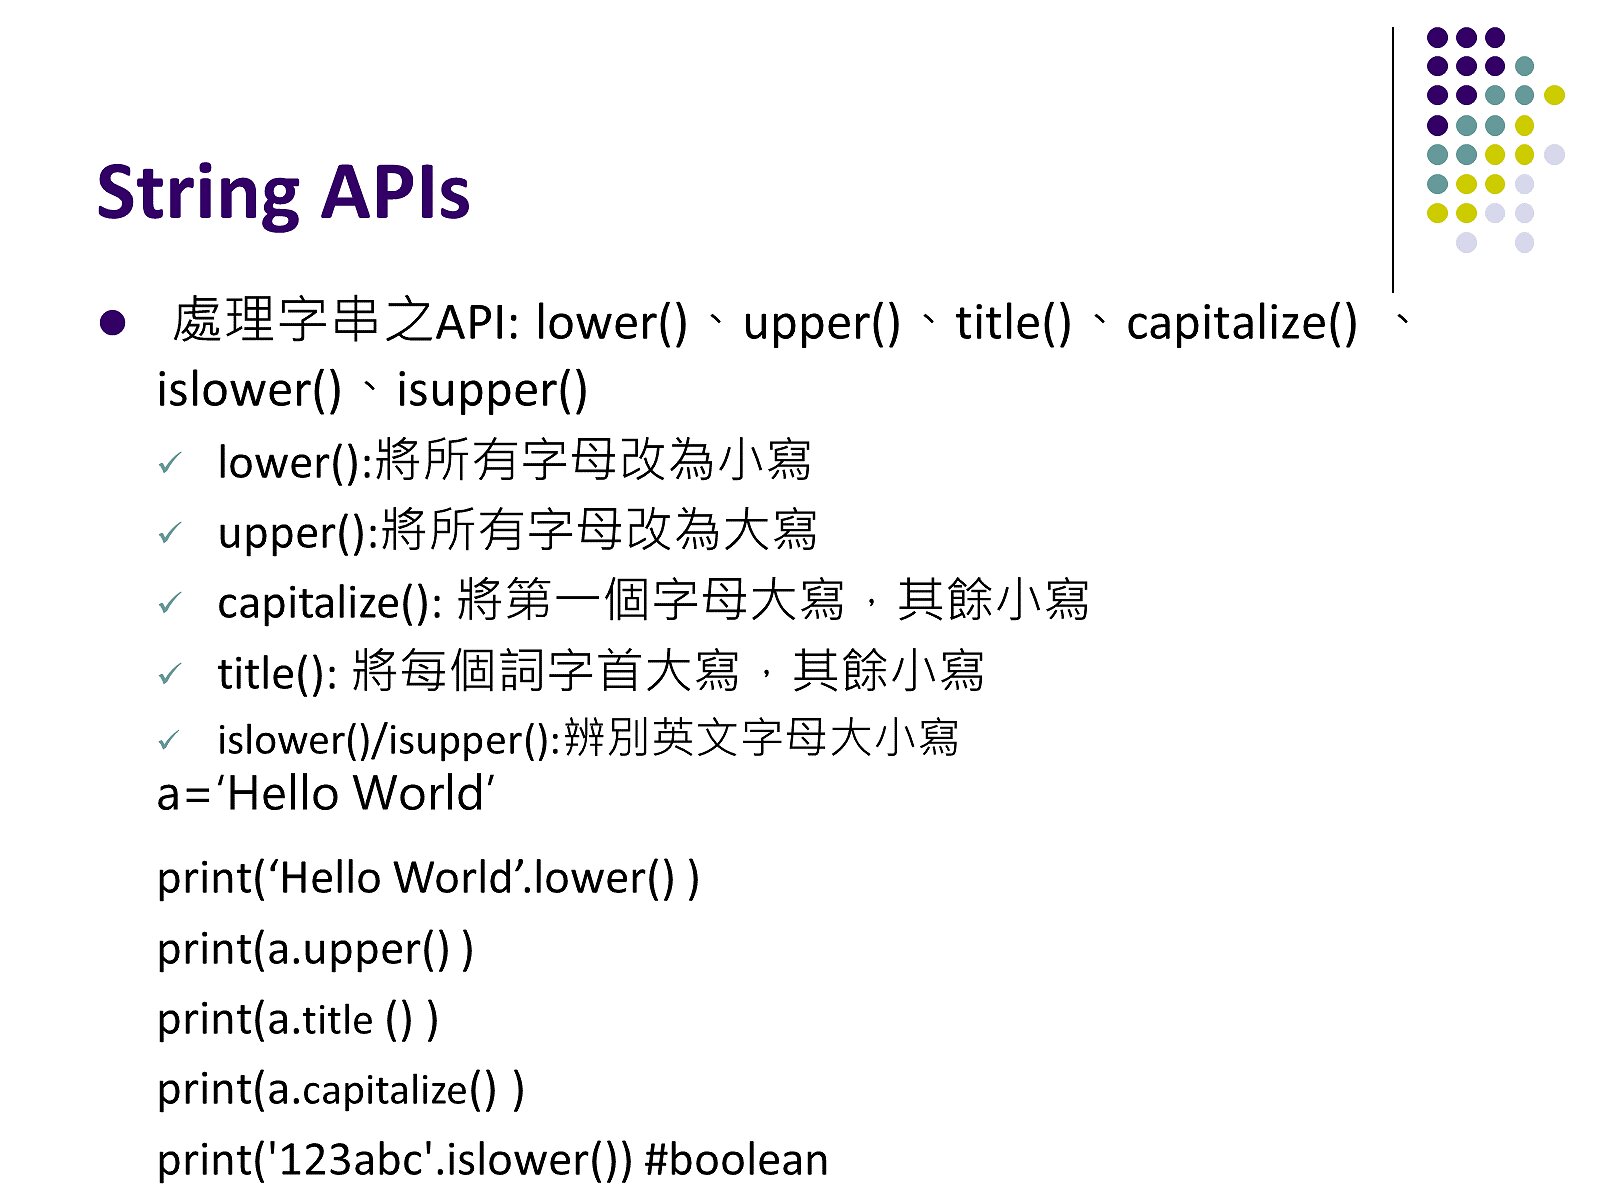 String APIs
處理字串之API: lower()、upper()、title()、capitalize() 、
islower()、isupper()
lower():將所有字母改為小寫
upper():將所有字母改為大寫
capitalize(): 將第一個字母大寫，其餘小寫
title(): 將每個詞字首大寫，其餘小寫
islower()/isupper():辨別英文字母大小寫
a=‘Hello World’
print(‘Hello World’.lower() )
print(a.upper() )
print(a.title () )
print(a.capitalize() )
print('123abc'.islower()) #boolean